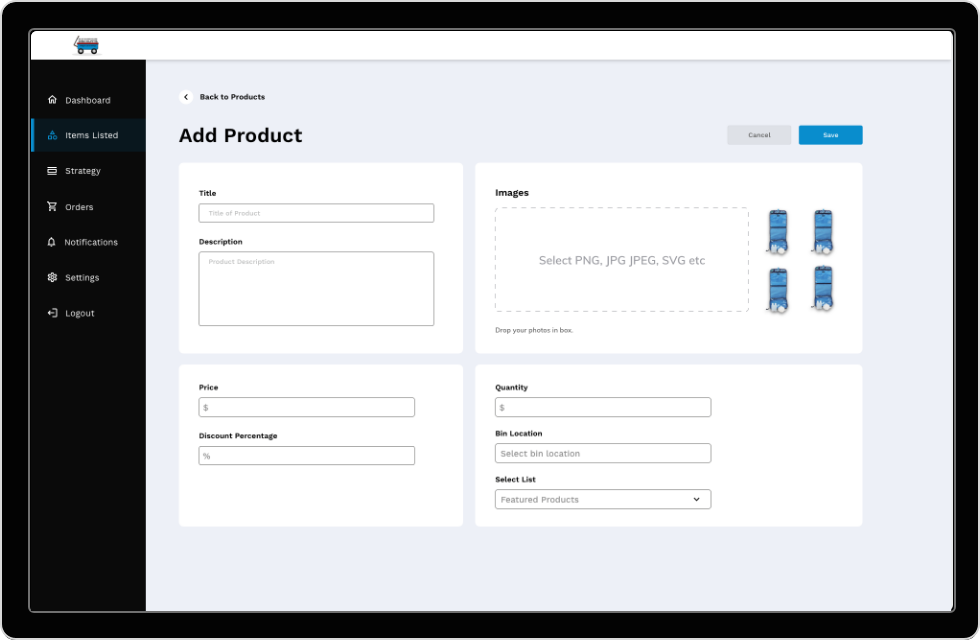 Dashboard
Items Listed
Strategy
Orders
Notifications
Settings
Logout
Back to Products
Add Product
Cancel
Save
Title
Title of Product
Description
Product Description
Images
Select PNG, JPG JPEG, SVG etc
Drop your photos in box.
Price
$
Discount Percentage
%
Quantity
$
Bin Location
Select bin location
Select List
Featured Products